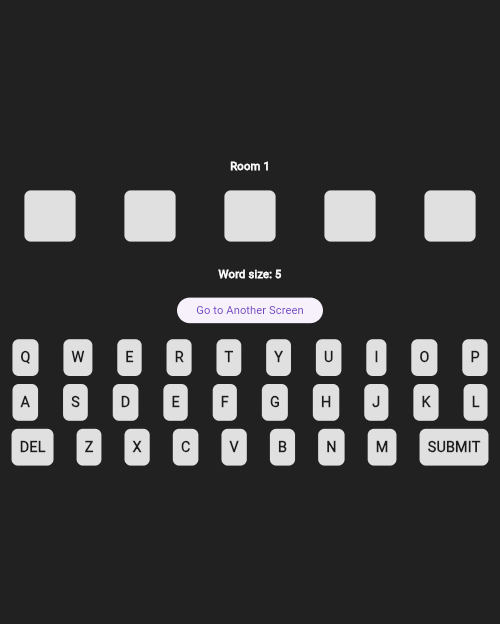 Room 1
Word size: 5
Go to Another Screen
Q W E R T Y U I O P
A S D E F G H J K L
DEL Z X C V B N M SUBMIT